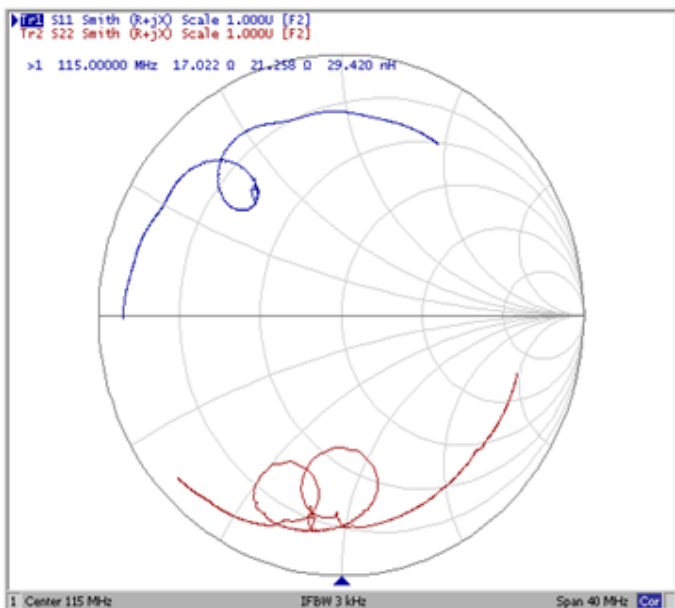 Tr1 S11 Smith (R+jX) Scale 1.000U [F2]
Tr2 S22 Smith (R+jX) Scale 1.000U [F2]
>1 115.00000 MHz 17.022 Ω 21.258 Ω 29.420 nH
1 Center 115 MHz IFBW 3 kHz Span 40 MHz Cor